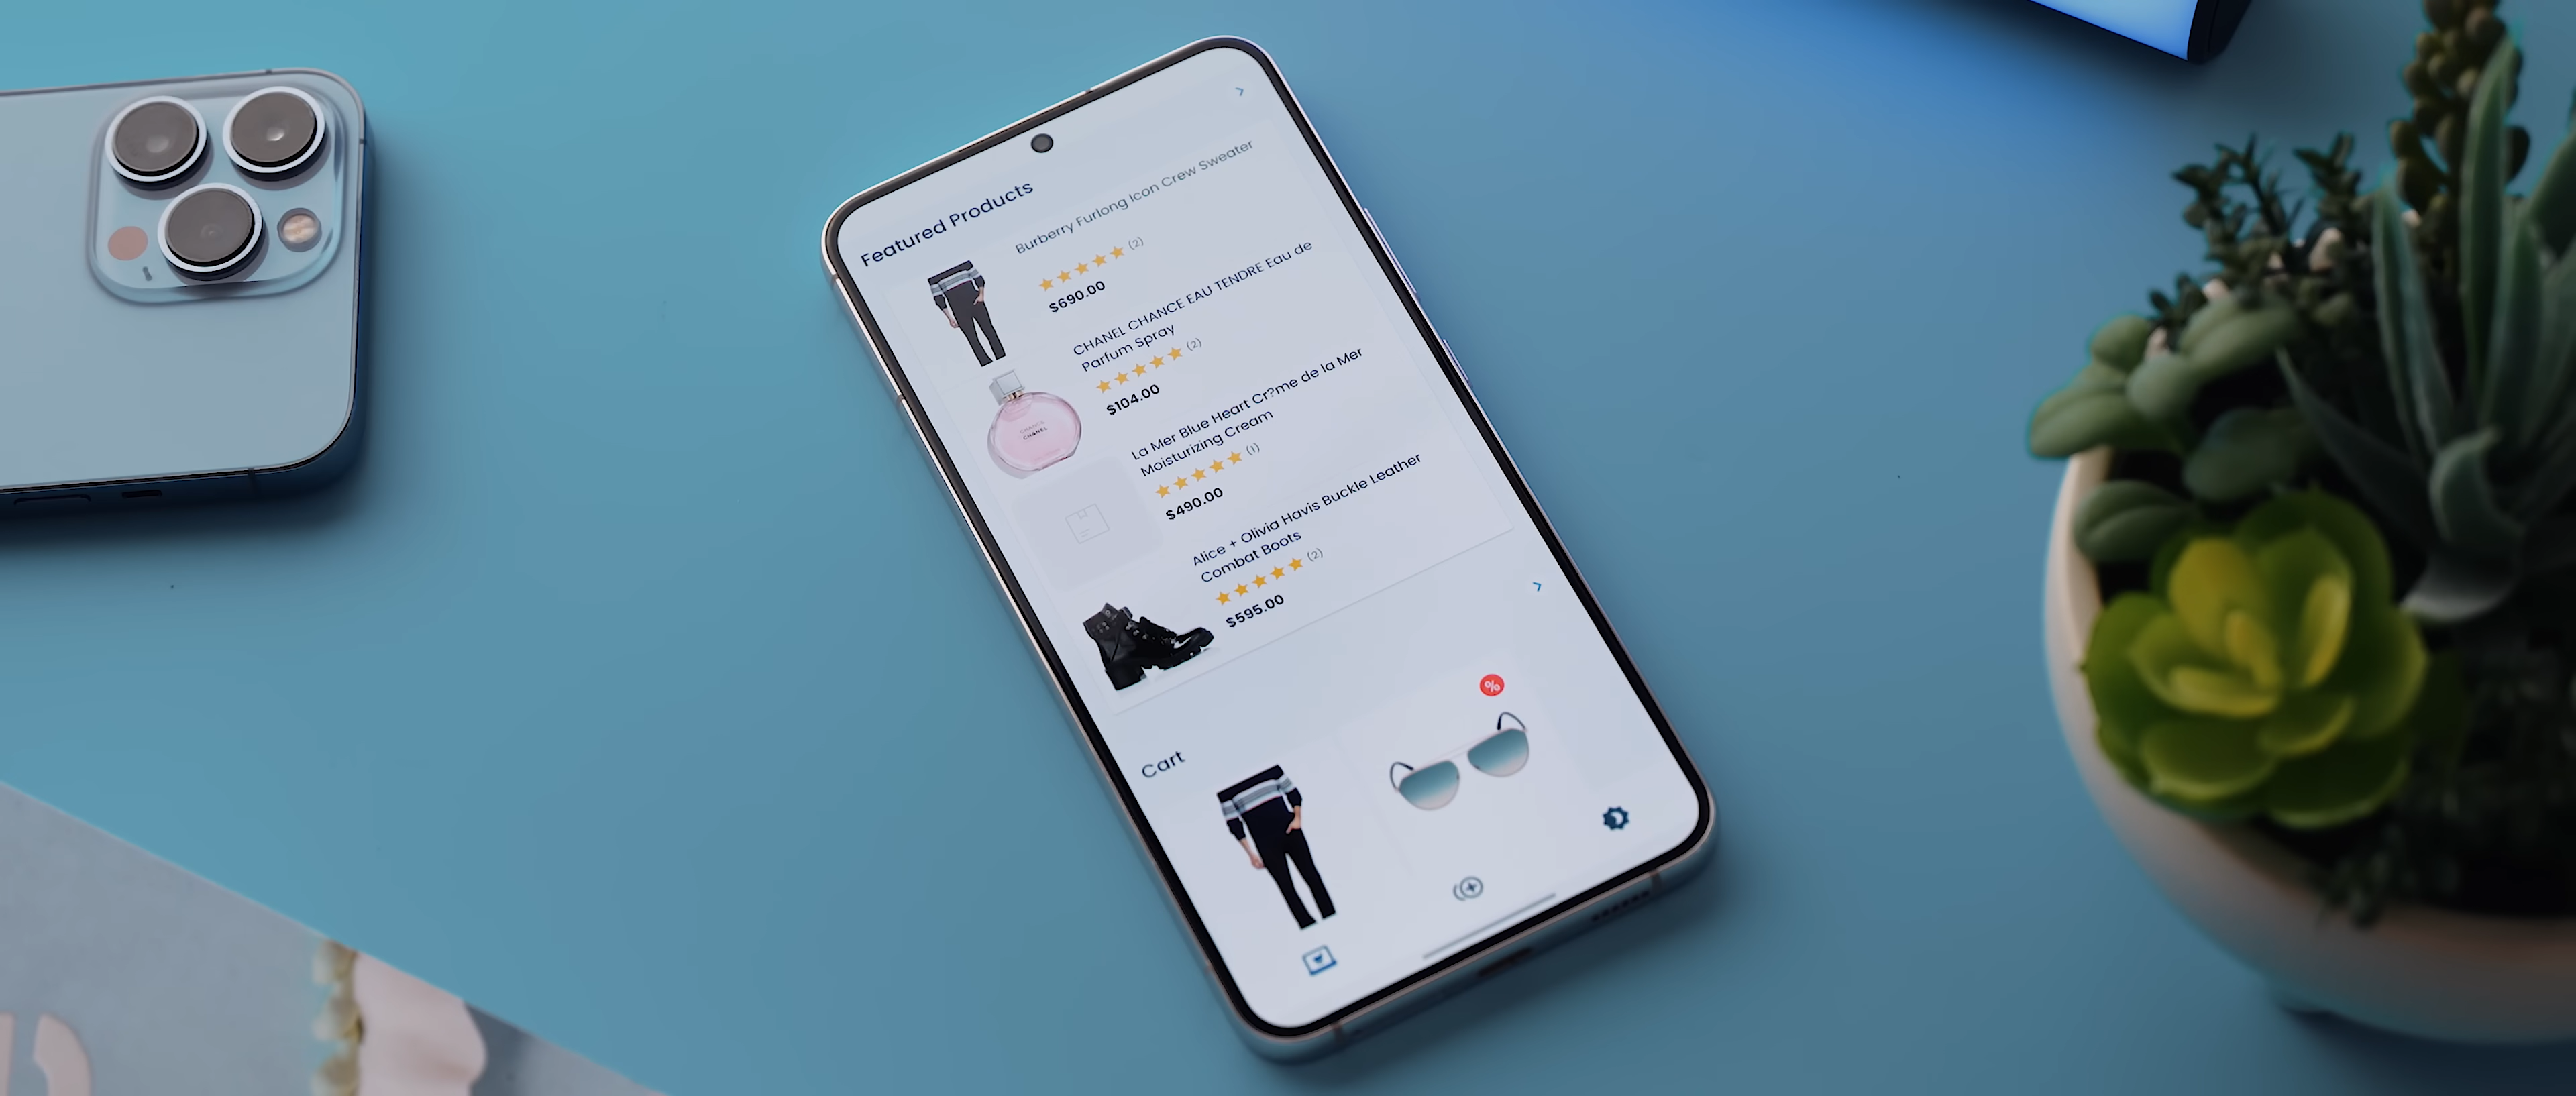 Featured Products
Burberry Furlong Icon Crew Sweater
(2)
$690.00
CHANEL CHANCE EAU TENDRE Eau de
Parfum Spray
(2)
$104.00
CHANCE
CHANEL
La Mer Blue Heart Cr?me de la Mer
Moisturizing Cream
(1)
$490.00
Alice + Olivia Havis Buckle Leather
Combat Boots
(2)
$595.00
Cart
%